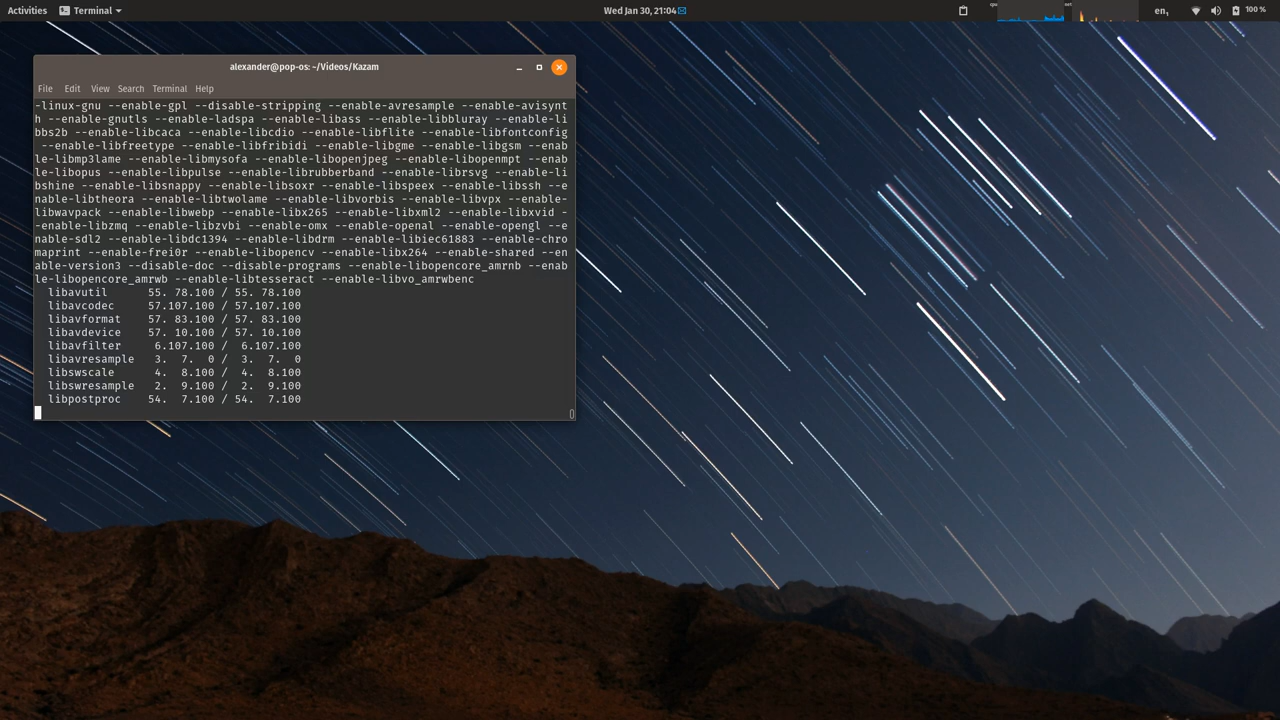 Activities
Terminal
Wed Jan 30, 21:04
en₁
100 %
alexander@pop-os: ~/Videos/Kazam
File Edit View Search Terminal Help
-linux-gnu --enable-gpl --disable-stripping --enable-avresample --enable-avisynt
h --enable-gnutls --enable-ladspa --enable-libass --enable-libbluray --enable-li
bbs2b --enable-libcaca --enable-libcdio --enable-libflite --enable-libfontconfig
 --enable-libfreetype --enable-libfribidi --enable-libgme --enable-libgsm --enab
le-libmp3lame --enable-libmysofa --enable-libopenjpeg --enable-libopenmpt --enab
le-libopus --enable-libpulse --enable-librubberband --enable-librsvg --enable-li
bshine --enable-libsnappy --enable-libsoxr --enable-libspeex --enable-libssh --e
nable-libtheora --enable-libtwolame --enable-libvorbis --enable-libvpx --enable-
libwavpack --enable-libwebp --enable-libx265 --enable-libxml2 --enable-libxvid -
-enable-libzmq --enable-libzvbi --enable-omx --enable-openal --enable-opengl --e
nable-sdl2 --enable-libdc1394 --enable-libdrm --enable-libiec61883 --enable-chro
maprint --enable-frei0r --enable-libopencv --enable-libx264 --enable-shared --en
able-version3 --disable-doc --disable-programs --enable-libopencore_amrnb --enab
le-libopencore_amrwb --enable-libtesseract --enable-libvo_amrwbenc
libavutil 55. 78.100 / 55. 78.100
libavcodec 57.107.100 / 57.107.100
libavformat 57. 83.100 / 57. 83.100
libavdevice 57. 10.100 / 57. 10.100
libavfilter 6.107.100 / 6.107.100
libavresample 3. 7. 0 / 3. 7. 0
libswscale 4. 8.100 / 4. 8.100
libswresample 2. 9.100 / 2. 9.100
libpostproc 54. 7.100 / 54. 7.100